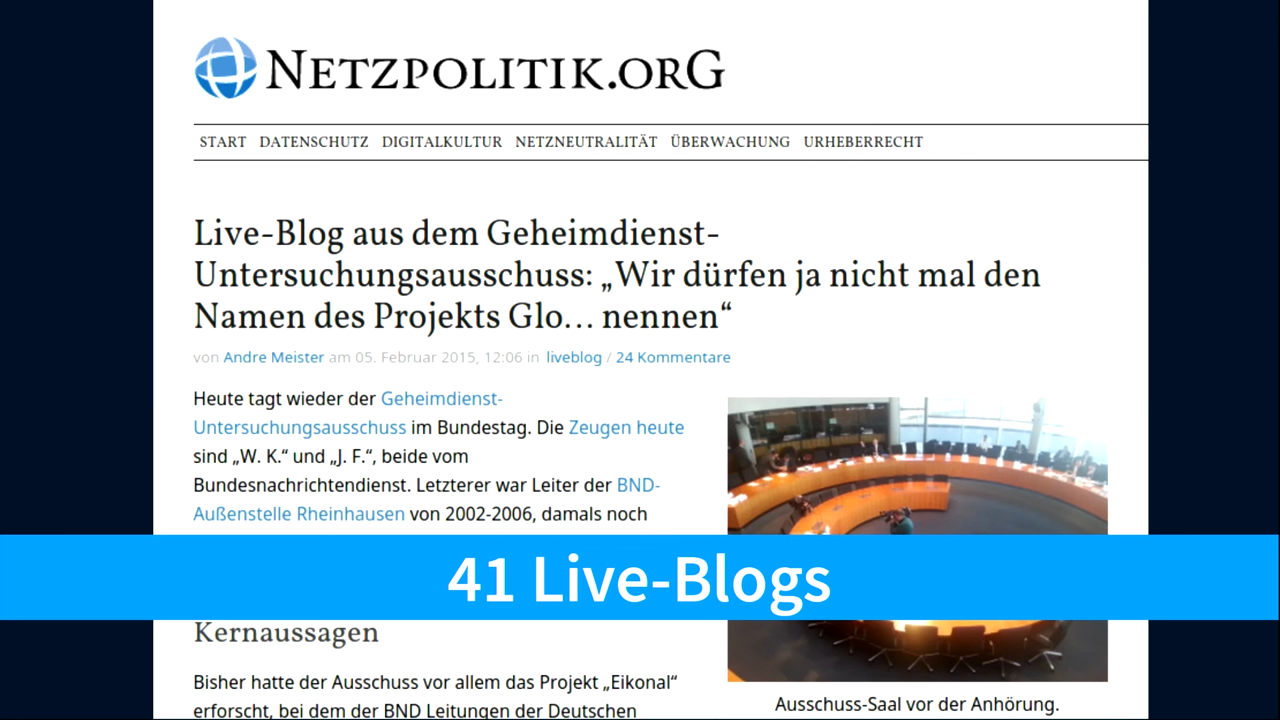 NETZPOLITIK.ORG
START DATENSCHUTZ DIGITALKULTUR NETZNEUTRALITÄT ÜBERWACHUNG URHEBERRECHT
Live-Blog aus dem Geheimdienst-
Untersuchungsausschuss: „Wir dürfen ja nicht mal den
Namen des Projekts Glo… nennen“
von Andre Meister am 05. Februar 2015, 12:06 in liveblog / 24 Kommentare
Heute tagt wieder der Geheimdienst-
Untersuchungsausschuss im Bundestag. Die Zeugen heute
sind „W. K.“ und „J. F.“, beide vom
Bundesnachrichtendienst. Letzterer war Leiter der BND-
Außenstelle Rheinhausen von 2002-2006, damals noch
41 Live-Blogs
Kernaussagen
Bisher hatte der Ausschuss vor allem das Projekt „Eikonal“
erforscht, bei dem der BND Leitungen der Deutschen
Ausschuss-Saal vor der Anhörung.